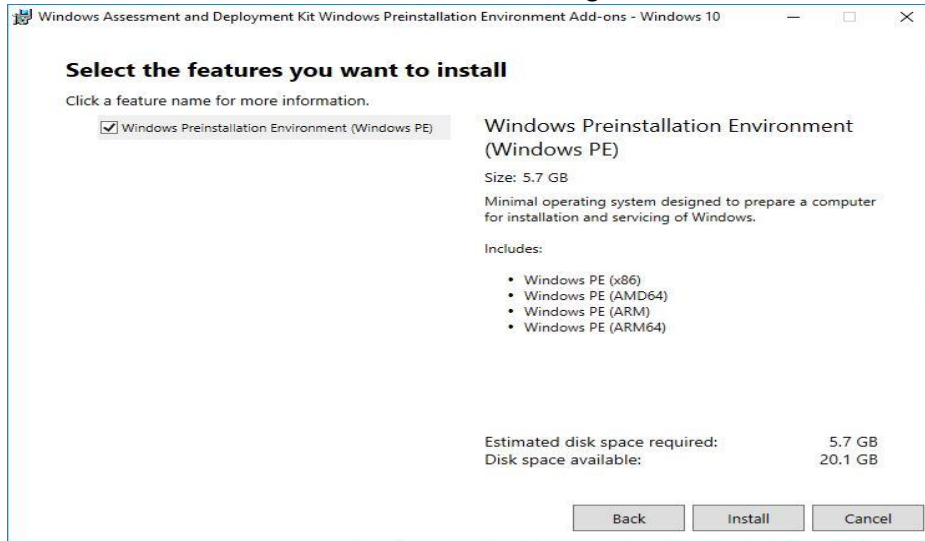 Windows Assessment and Deployment Kit Windows Preinstallation Environment Add-ons - Windows 10
Select the features you want to install
Click a feature name for more information.
Windows Preinstallation Environment (Windows PE)
Windows Preinstallation Environment
(Windows PE)
Size: 5.7 GB
Minimal operating system designed to prepare a computer
for installation and servicing of Windows.
Includes:
• Windows PE (x86)
• Windows PE (AMD64)
• Windows PE (ARM)
• Windows PE (ARM64)
Estimated disk space required: 5.7 GB
Disk space available: 20.1 GB
Back Install Cancel